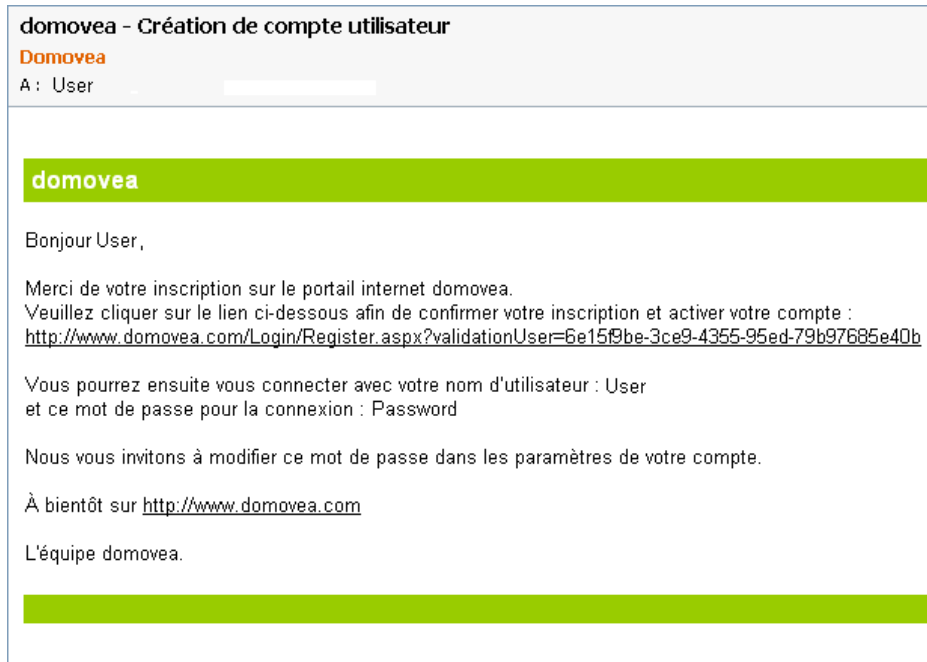 domovea - Création de compte utilisateur
Domovea
A : User
domovea
Bonjour User,
Merci de votre inscription sur le portail internet domovea.
Veuillez cliquer sur le lien ci-dessous afin de confirmer votre inscription et activer votre compte :
http://www.domovea.com/Login/Register.aspx?validationUser=6e15f9be-3ce9-4355-95ed-79b97685e40b
Vous pourrez ensuite vous connecter avec votre nom d'utilisateur : User
et ce mot de passe pour la connexion : Password
Nous vous invitons à modifier ce mot de passe dans les paramètres de votre compte.
À bientôt sur http://www.domovea.com
L'équipe domovea.